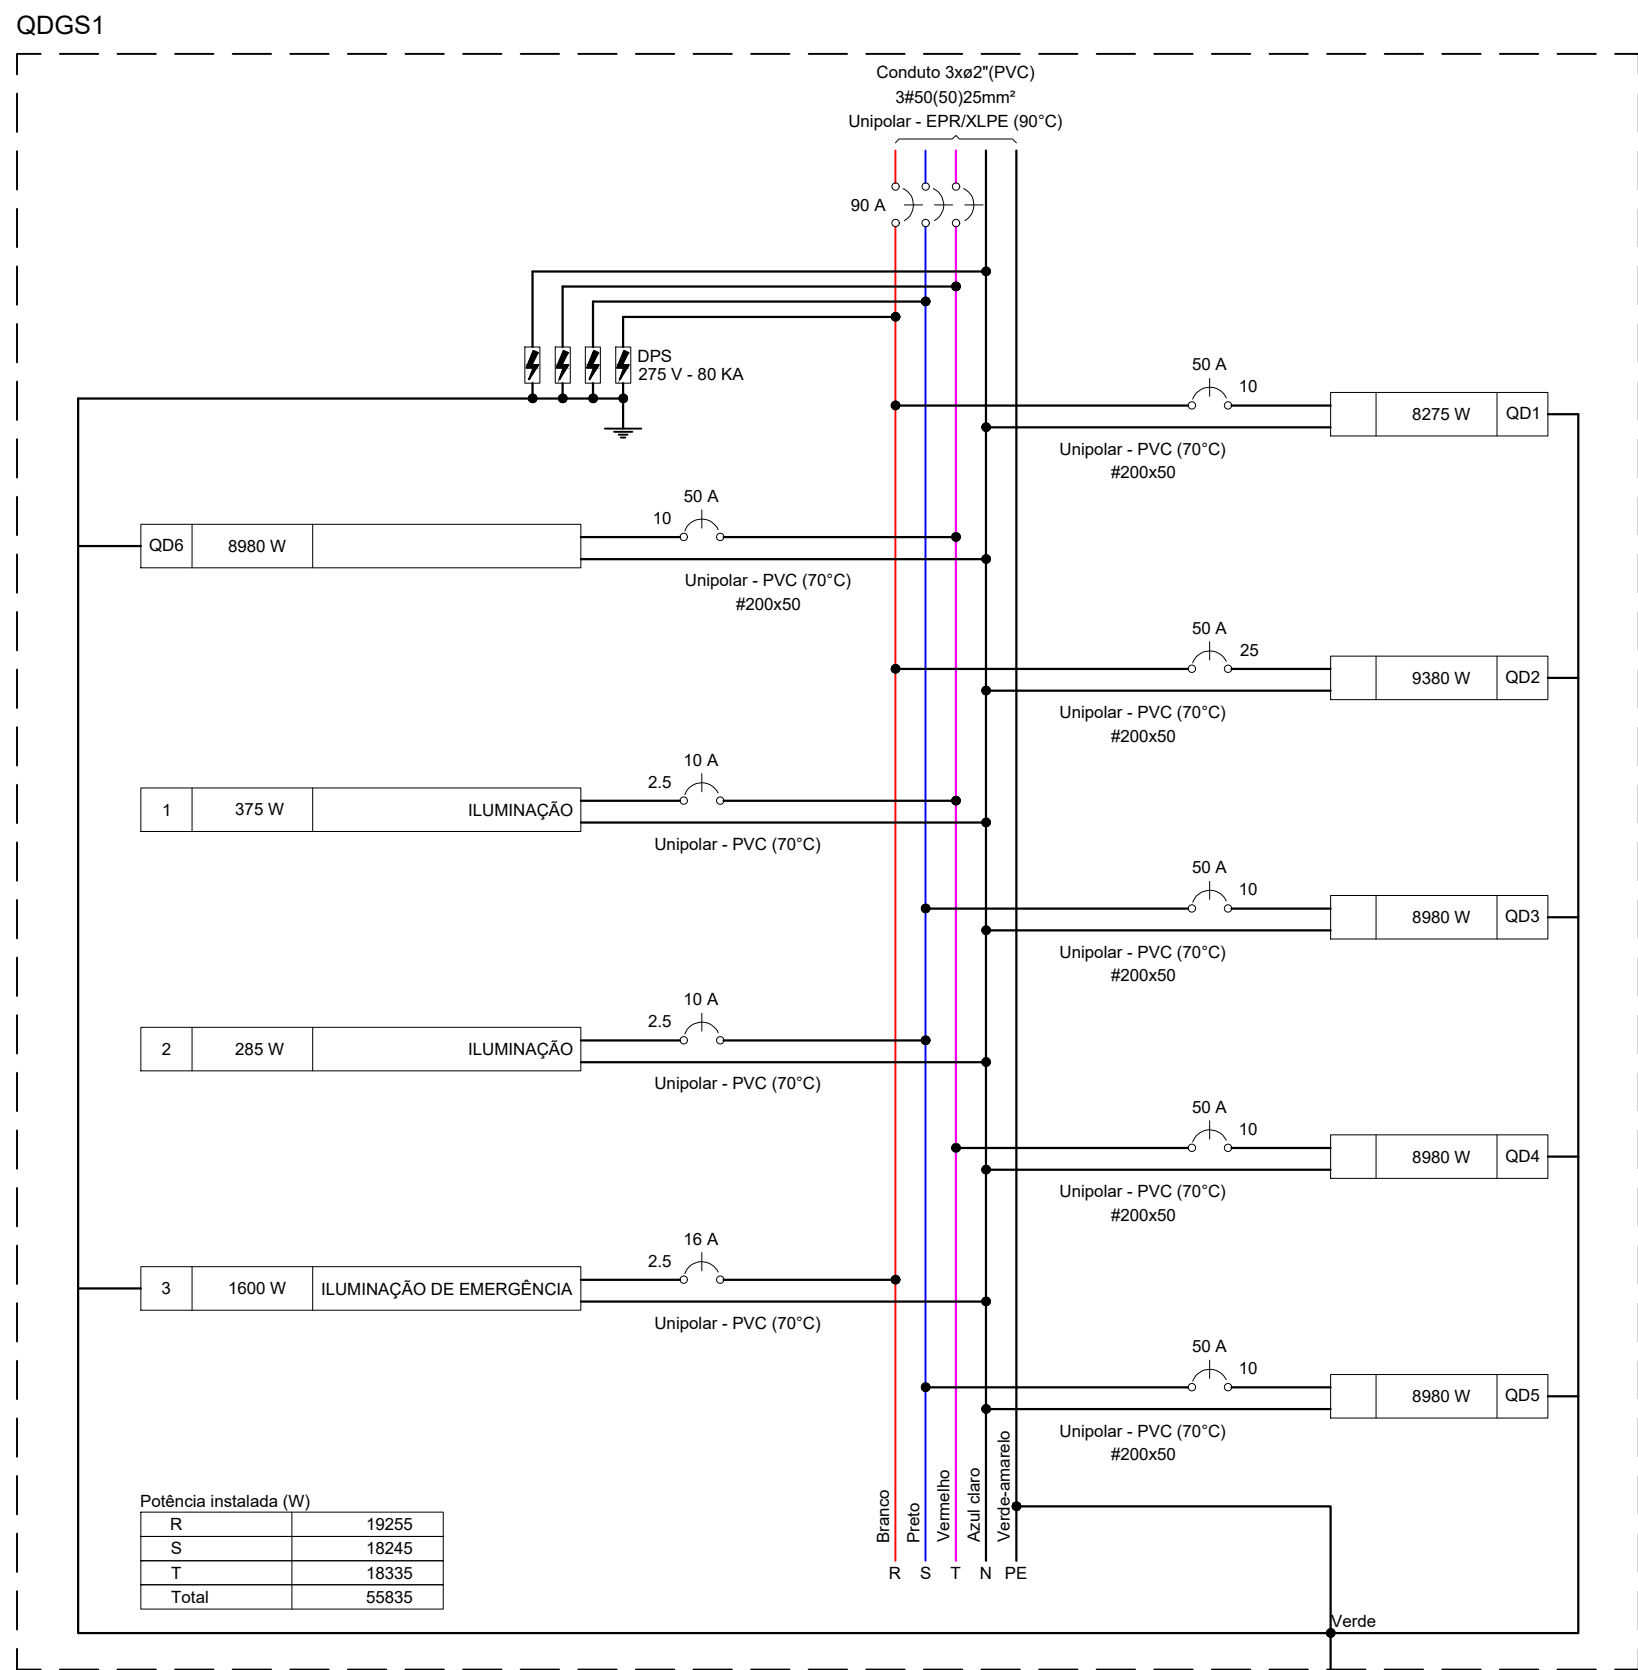 QDGS1
Conduto 3xø2"(PVC)
3#50(50)25mm²
Unipolar - EPR/XLPE (90°C)
90 A
DPS
275 V - 80 KA
50 A
10
8275 W
QD1
Unipolar - PVC (70°C)
#200x50
50 A
10
QD6
8980 W
Unipolar - PVC (70°C)
#200x50
50 A
25
9380 W
QD2
Unipolar - PVC (70°C)
#200x50
10 A
2.5
1
375 W
ILUMINAÇÃO
Unipolar - PVC (70°C)
50 A
10
8980 W
QD3
Unipolar - PVC (70°C)
#200x50
10 A
2.5
2
285 W
ILUMINAÇÃO
Unipolar - PVC (70°C)
50 A
10
8980 W
QD4
Unipolar - PVC (70°C)
#200x50
16 A
2.5
3
1600 W
ILUMINAÇÃO DE EMERGÊNCIA
Unipolar - PVC (70°C)
50 A
10
8980 W
QD5
Unipolar - PVC (70°C)
#200x50
Branco
Preto
Vermelho
Azul claro
Verde-amarelo
R S T N PE
Potência instalada (W)
R 19255
S 18245
T 18335
Total 55835
Verde